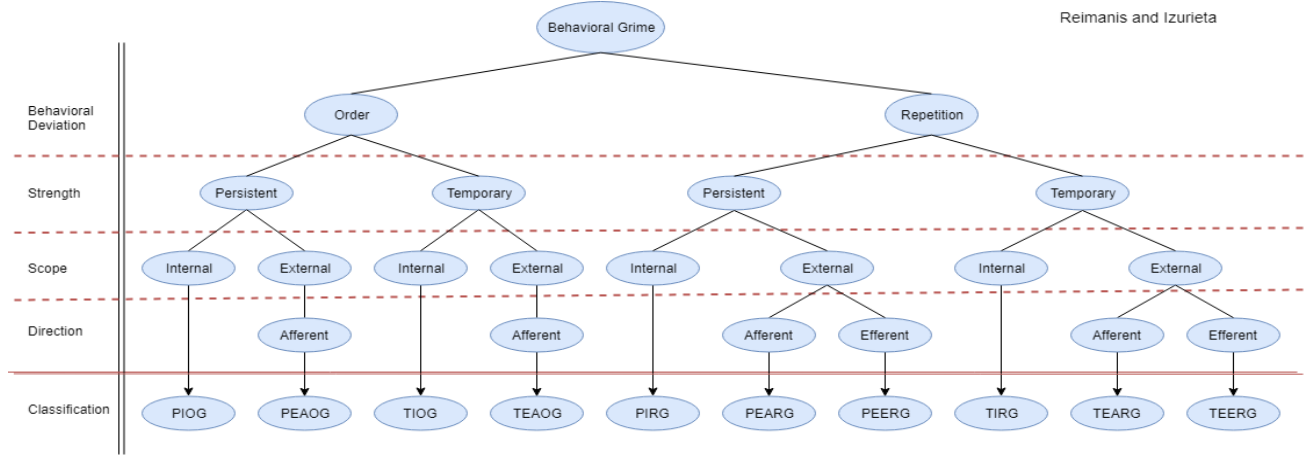 Reimanis and Izurieta
Behavioral Grime
Behavioral
Deviation
Order
Repetition
Strength
Persistent
Temporary
Persistent
Temporary
Scope
Internal
External
Internal
External
Internal
External
Internal
External
Direction
Afferent
Afferent
Afferent
Efferent
Afferent
Efferent
Classification
PIOG
PEAOG
TIOG
TEAOG
PIRG
PEARG
PEERG
TIRG
TEARG
TEERG